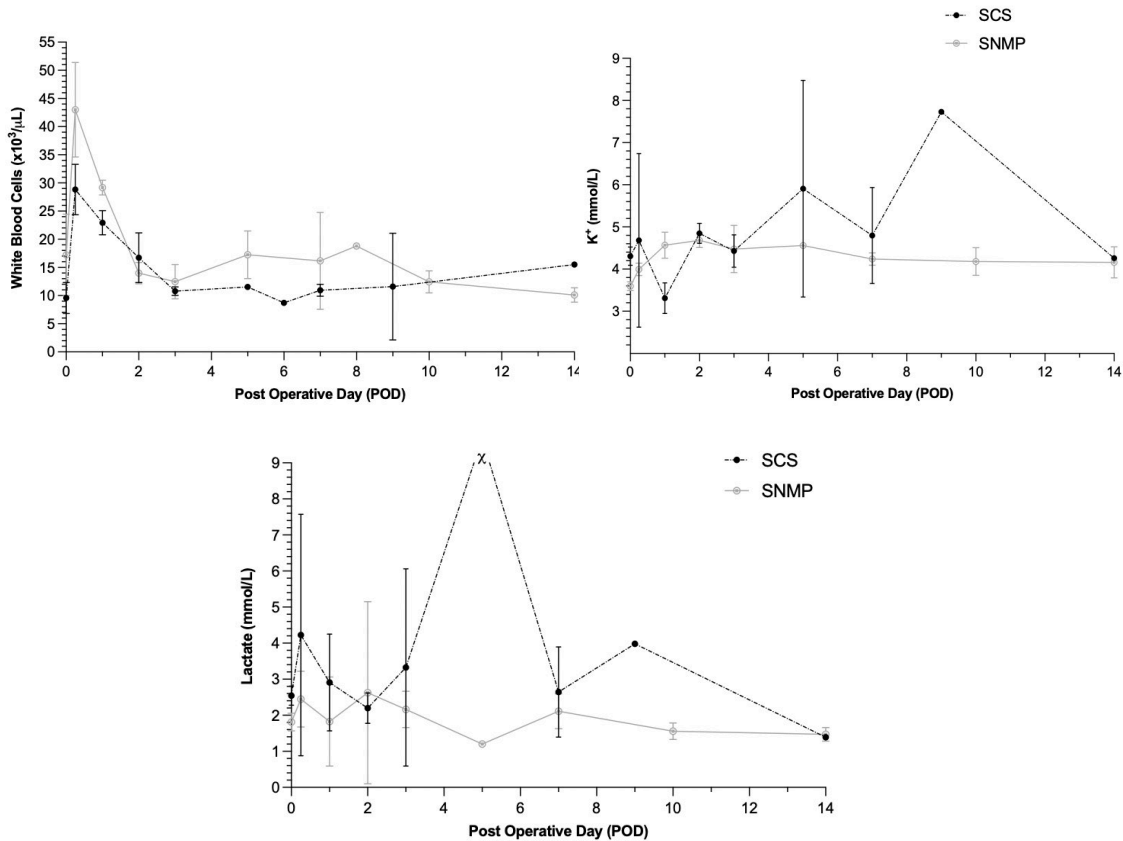 SCS
SNMP
White Blood Cells (x10³/µL)
55
50
45
40
35
30
25
20
15
10
5
0
0 2 4 6 8 10 12 14
Post Operative Day (POD)
K⁺ (mmol/L)
9
8
7
6
5
4
3
0 2 4 6 8 10 12 14
Post Operative Day (POD)
SCS
SNMP
χ
Lactate (mmol/L)
9
8
7
6
5
4
3
2
1
0
0 2 4 6 8 10 12 14
Post Operative Day (POD)